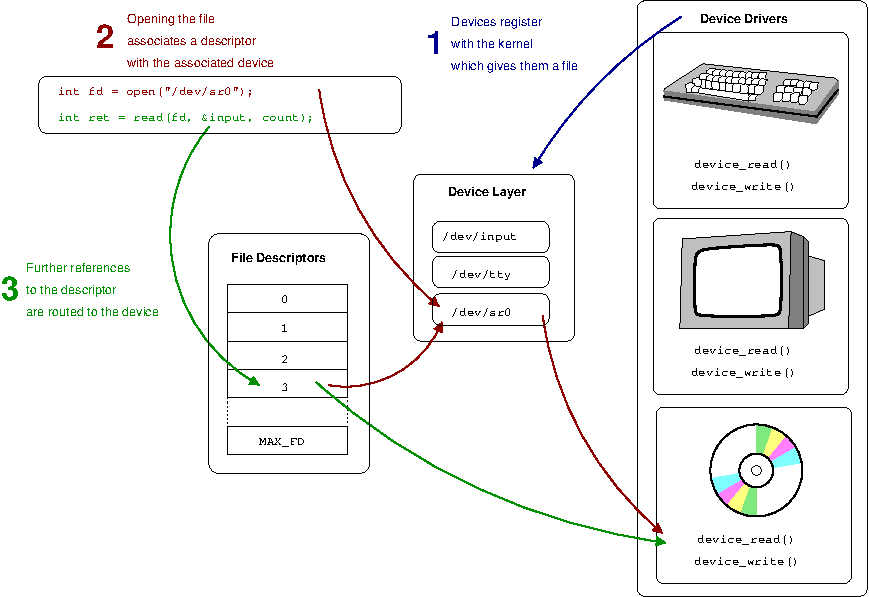 2
Opening the file
associates a descriptor
with the associated device
1
Devices register
with the kernel
which gives them a file
Device Drivers
int fd = open("/dev/sr0");
int ret = read(fd, &input, count);
device_read()
device_write()
Device Layer
/dev/input
/dev/tty
/dev/sr0
File Descriptors
0
1
2
3
MAX_FD
3
Further references
to the descriptor
are routed to the device
device_read()
device_write()
device_read()
device_write()